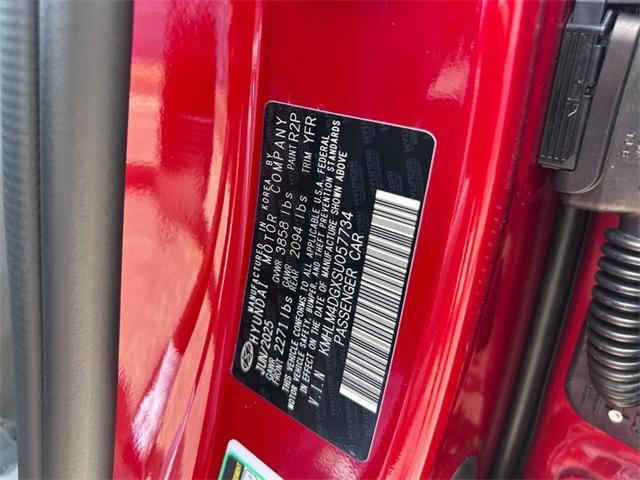 MANUFACTURED IN KOREA BY
HYUNDAI MOTOR COMPANY
JUN/2025 GVWR 3858 lbs PAINT R2P
GAWR FRONT 2271 lbs GAWR REAR 2094 lbs TRIM YFR
THIS VEHICLE CONFORMS TO ALL APPLICABLE U.S.A. FEDERAL
MOTOR VEHICLE SAFETY, BUMPER, AND THEFT PREVENTION STANDARDS
IN EFFECT ON THE DATE OF MANUFACTURE SHOWN ABOVE
V.I.N KMHLM4DGXSU057734
PASSENGER CAR